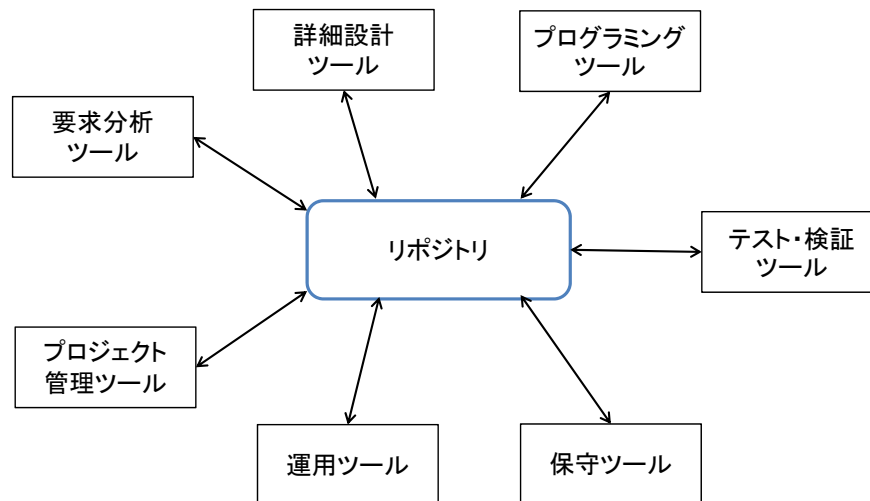 詳細設計
ツール
プログラミング
ツール
要求分析
ツール
リポジトリ
テスト・検証
ツール
プロジェクト
管理ツール
運用ツール
保守ツール